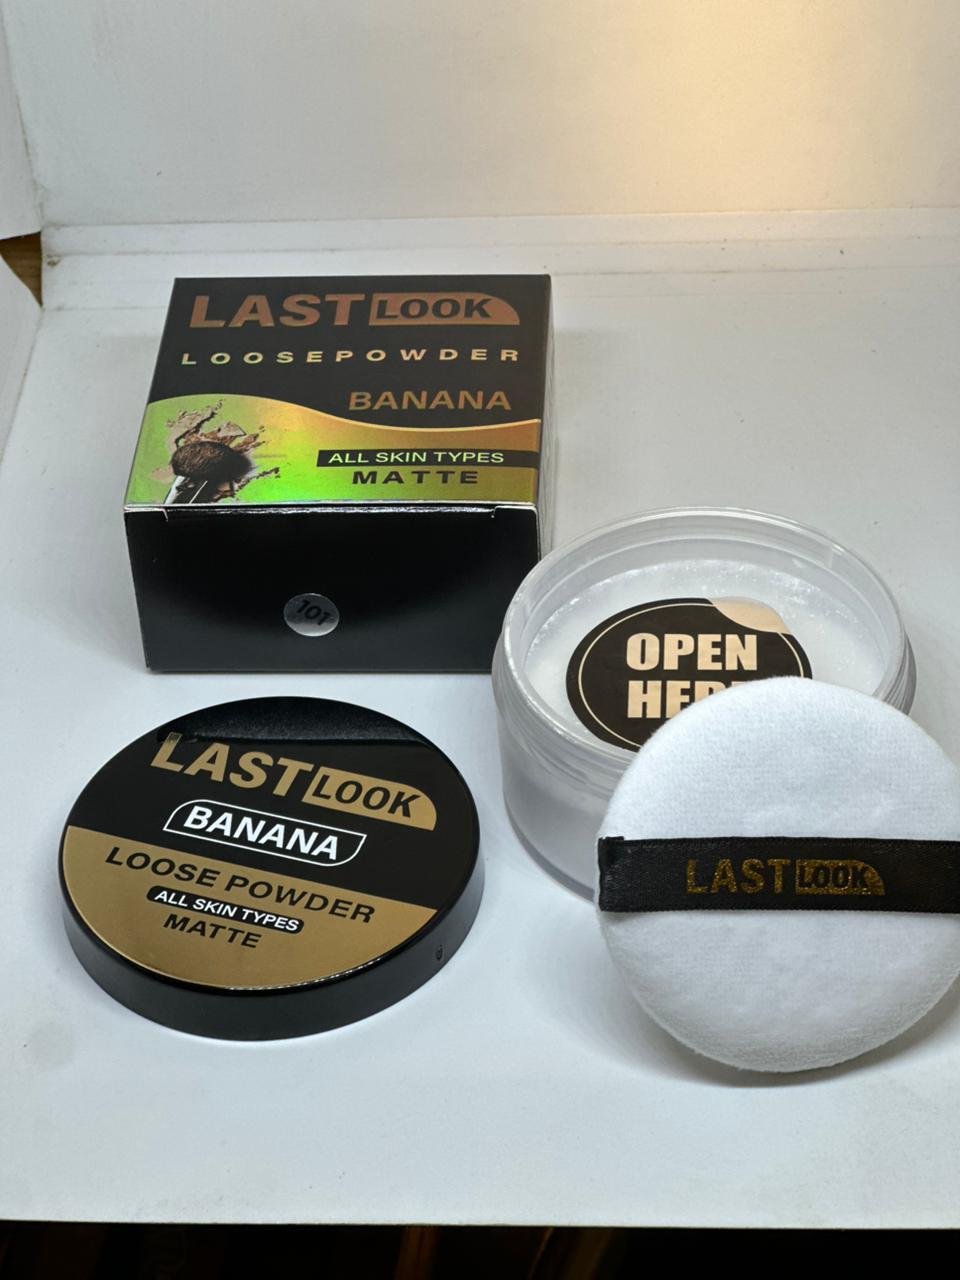 LAST LOOK
LOOSEPOWDER
BANANA
ALL SKIN TYPES
MATTE
101
OPEN
LAST LOOK
BANANA
LOOSE POWDER
ALL SKIN TYPES
MATTE
LAST LOOK